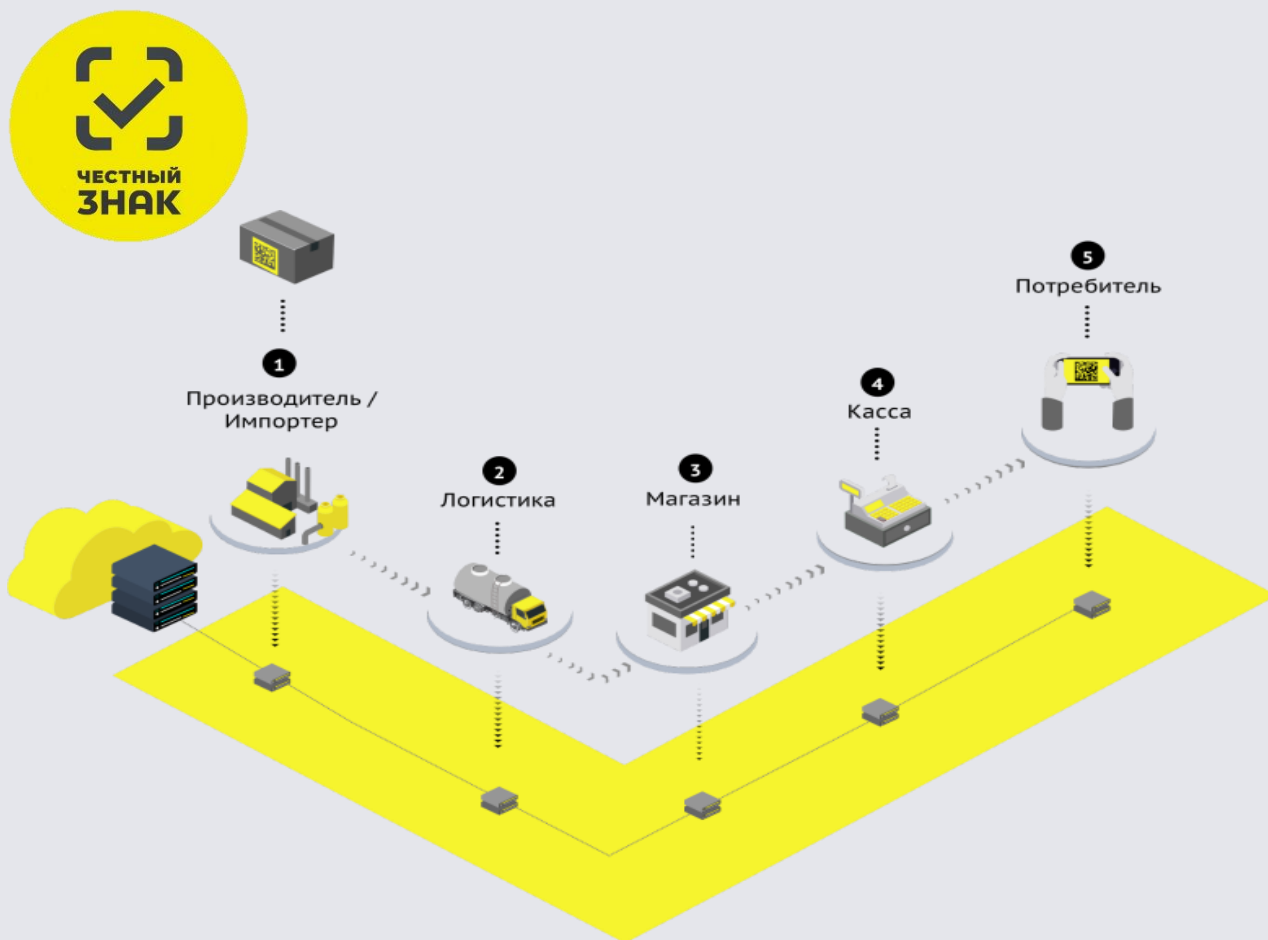 ЧЕСТНЫЙ
ЗНАК
1
Производитель /
Импортер
2
Логистика
3
Магазин
4
Касса
5
Потребитель